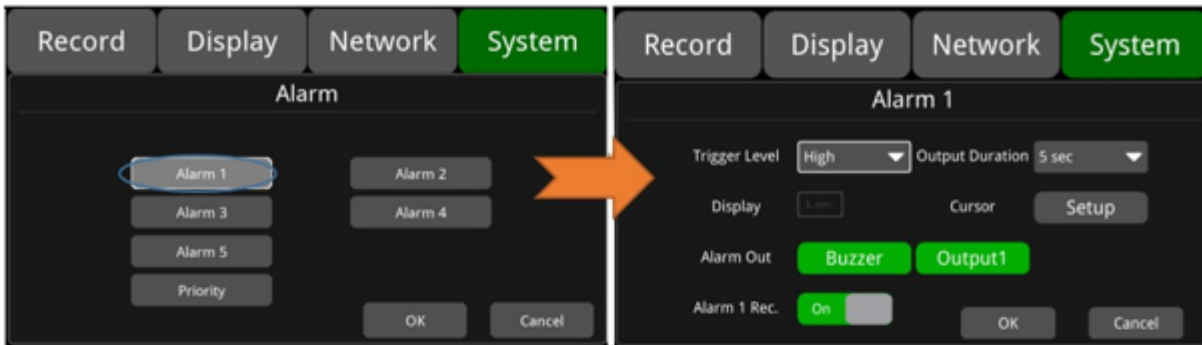 Record Display Network System
Alarm
Alarm 1 Alarm 2
Alarm 3 Alarm 4
Alarm 5
Priority
OK Cancel
Record Display Network System
Alarm 1
Trigger Level High Output Duration 5 sec
Display Cursor Setup
Alarm Out Buzzer Output1
Alarm 1 Rec. On
OK Cancel